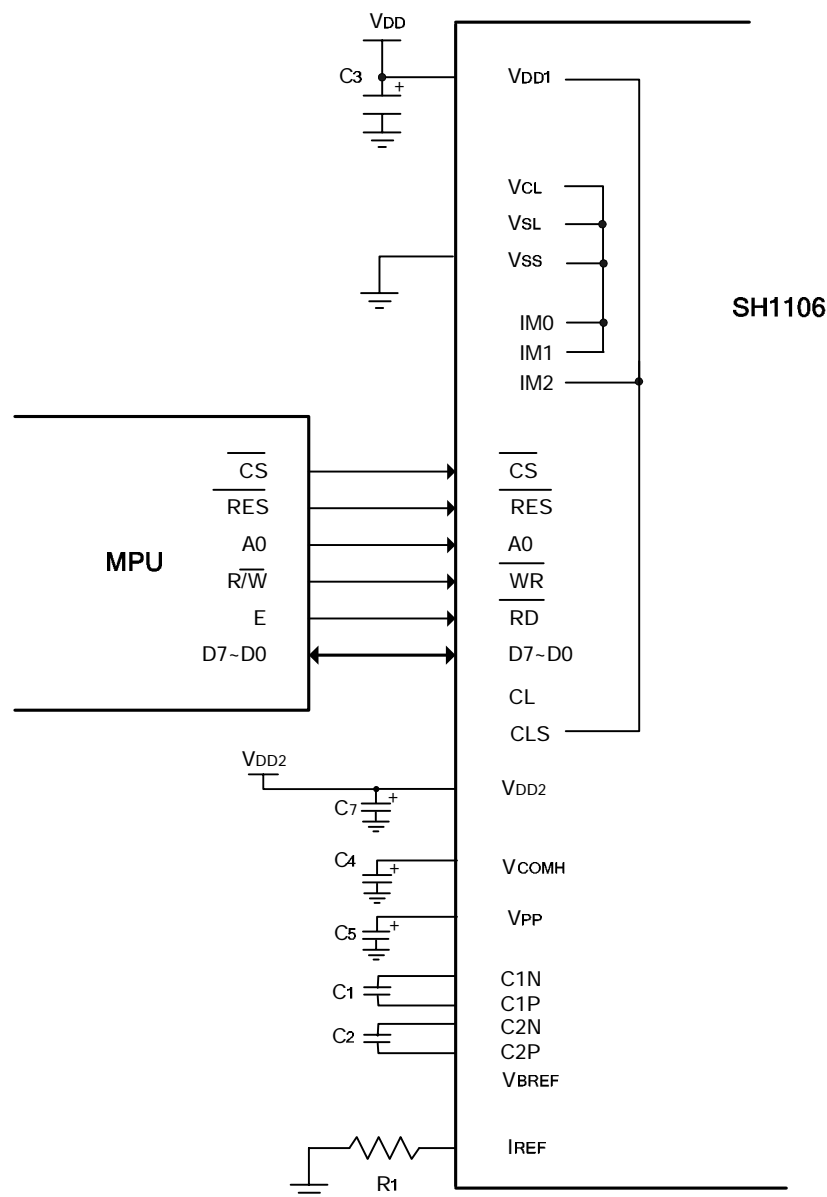 VDD
C3
+
VDD1
VCL
VSL
VSS
SH1106
IM0
IM1
IM2
MPU
CS
RES
A0
R/W
E
D7~D0
CS
RES
A0
WR
RD
D7~D0
CL
CLS
VDD2
C7
+
VDD2
C4
+
VCOMH
C5
+
VPP
C1
C1N
C1P
C2
C2N
C2P
VBREF
R1
IREF